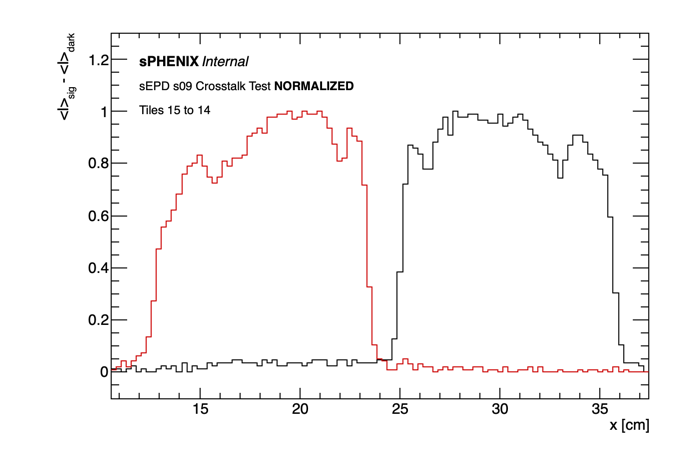 <I>sig - <I>dark
sPHENIX Internal
sEPD s09 Crosstalk Test NORMALIZED
Tiles 15 to 14
1.2
1
0.8
0.6
0.4
0.2
0
15 20 25 30 35
x [cm]